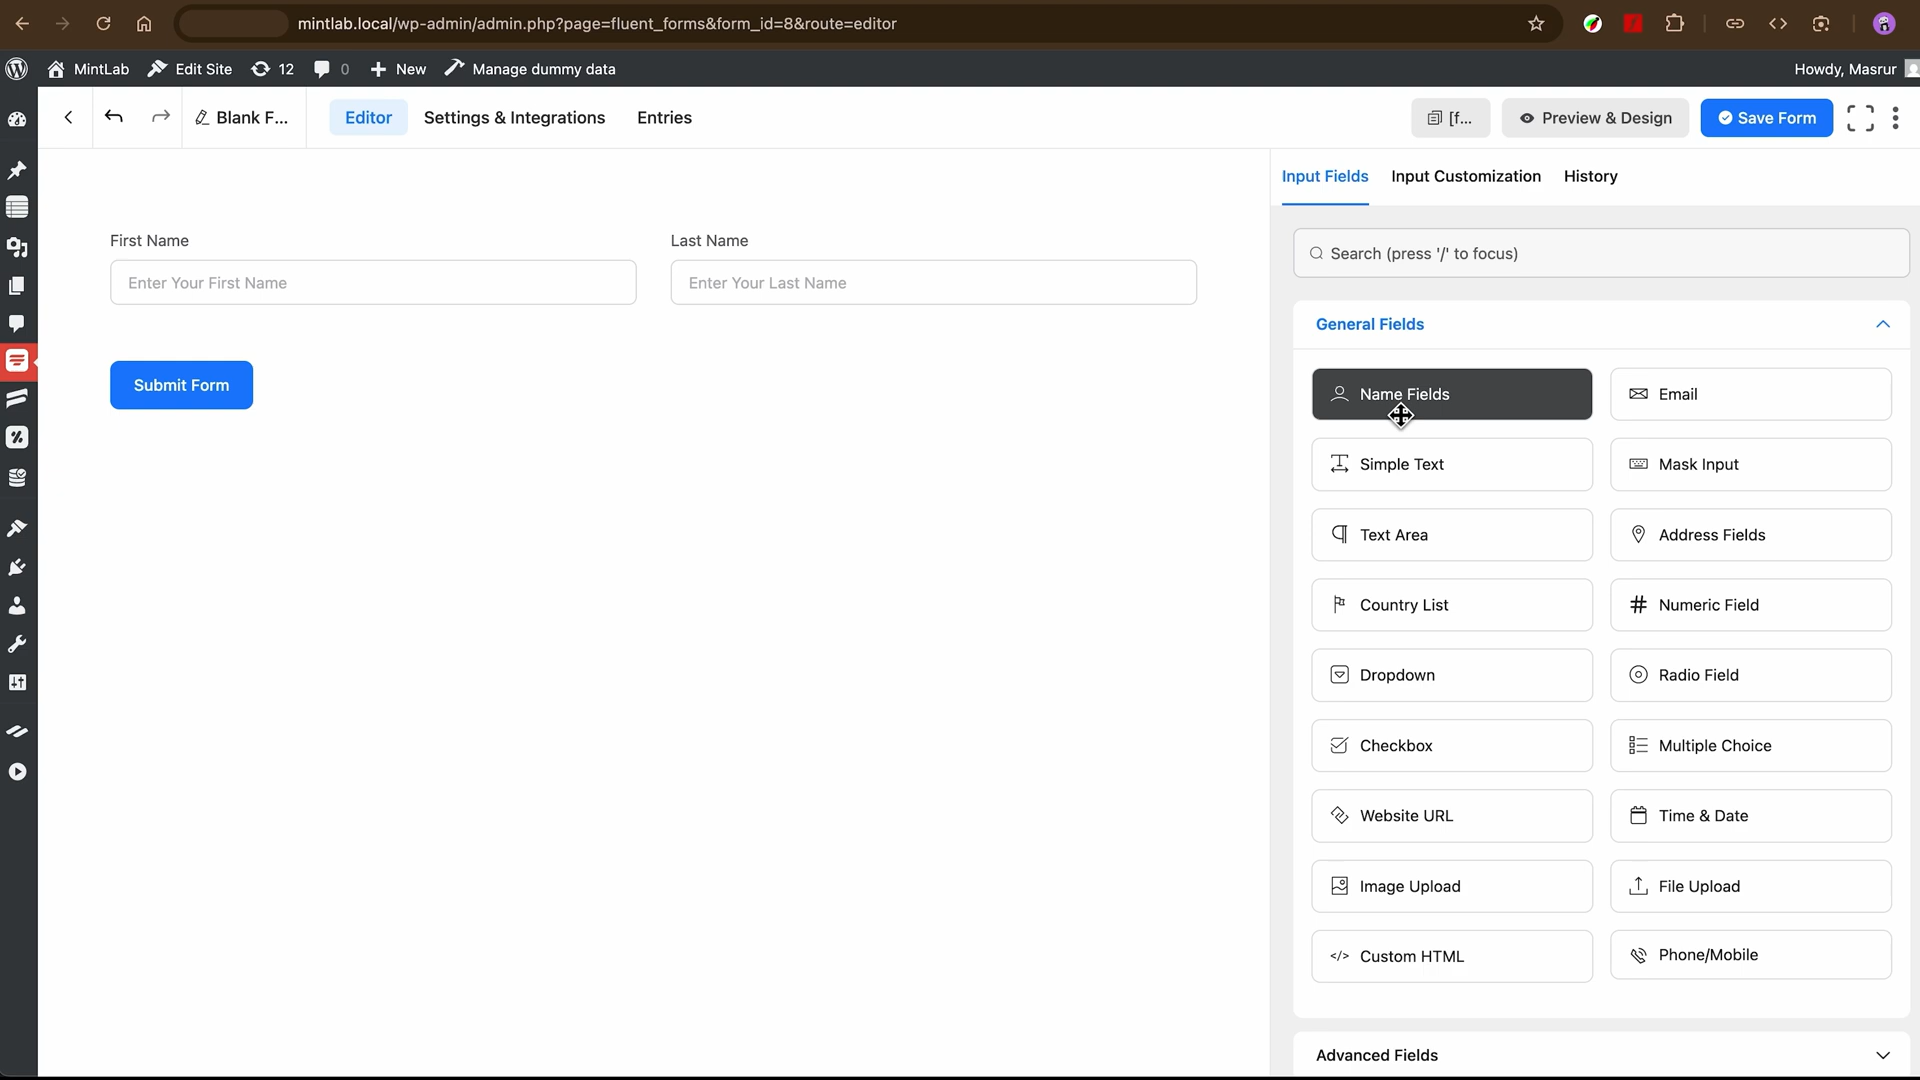 mintlab.local/wp-admin/admin.php?page=fluent_forms&form_id=8&route=editor
MintLab Edit Site 12 0 New Manage dummy data Howdy, Masrur
Blank F... Editor Settings & Integrations Entries [f... Preview & Design Save Form
Input Fields Input Customization History
Search (press '/' to focus)
First Name Last Name
Enter Your First Name Enter Your Last Name
Submit Form
General Fields
Name Fields Email
Simple Text Mask Input
Text Area Address Fields
Country List Numeric Field
Dropdown Radio Field
Checkbox Multiple Choice
Website URL Time & Date
Image Upload File Upload
Custom HTML Phone/Mobile
Advanced Fields